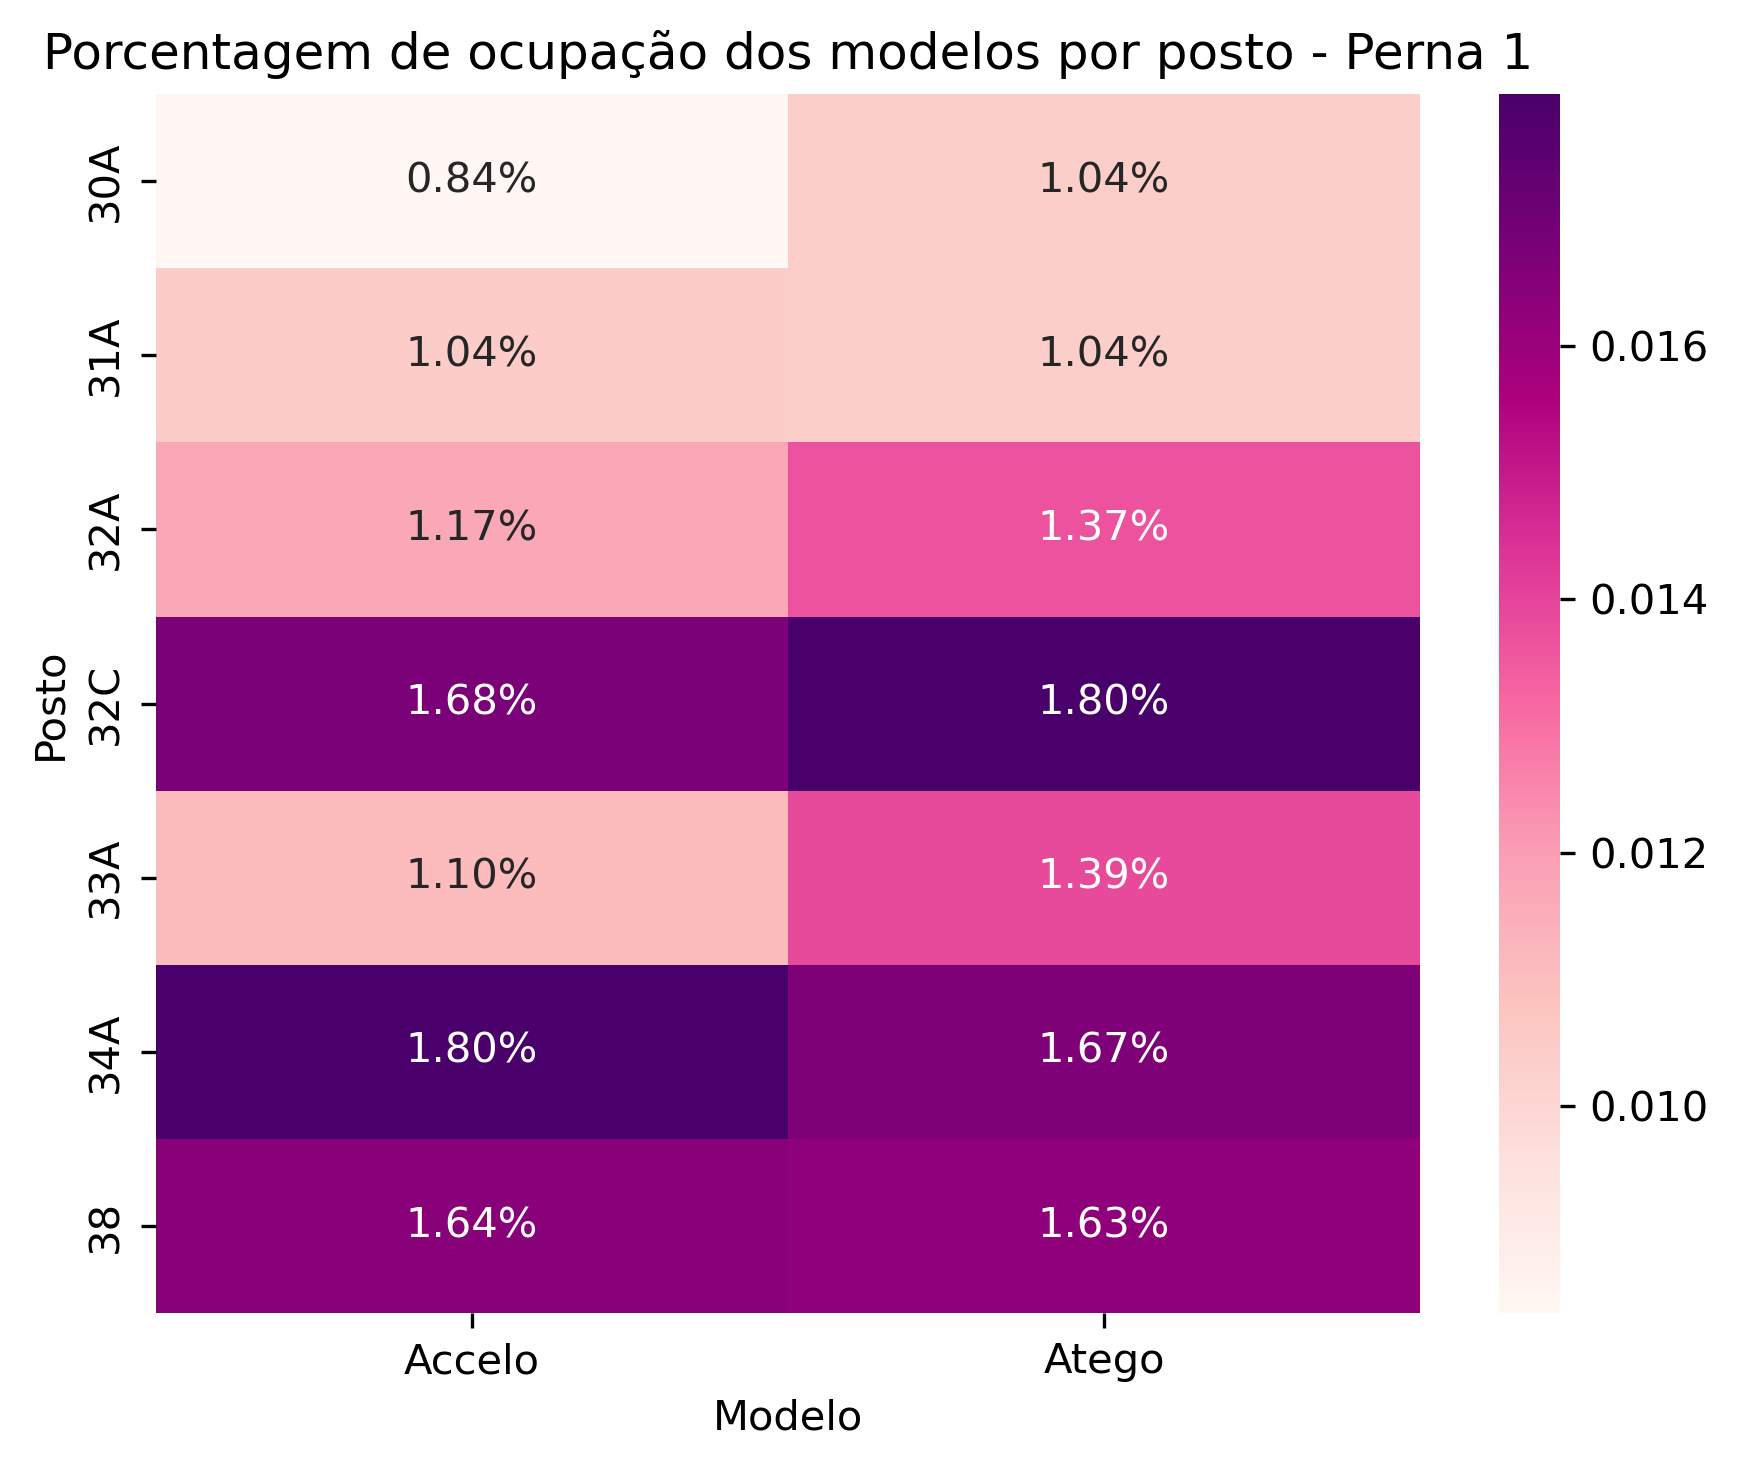 Porcentagem de ocupação dos modelos por posto - Perna 1
30A 0.84% 1.04%
31A 1.04% 1.04%
32A 1.17% 1.37%
32C 1.68% 1.80%
33A 1.10% 1.39%
34A 1.80% 1.67%
38 1.64% 1.63%
Posto
Accelo Atego
Modelo
0.016
0.014
0.012
0.010